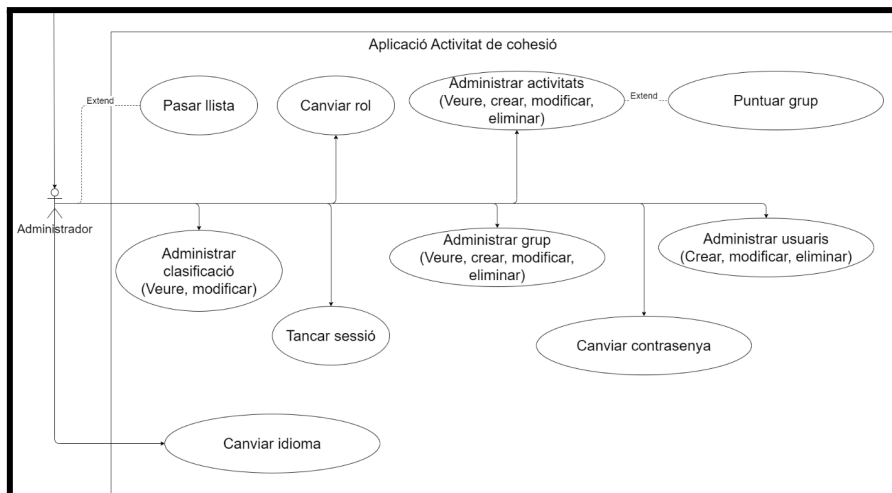 Aplicació Activitat de cohesió
Extend
Pasar llista
Canviar rol
Administrar activitats
(Veure, crear, modificar,
eliminar)
Extend
Puntuar grup
Administrador
Administrar
clasificació
(Veure, modificar)
Administrar grup
(Veure, crear, modificar,
eliminar)
Administrar usuaris
(Crear, modificar, eliminar)
Tancar sessió
Canviar contrasenya
Canviar idioma